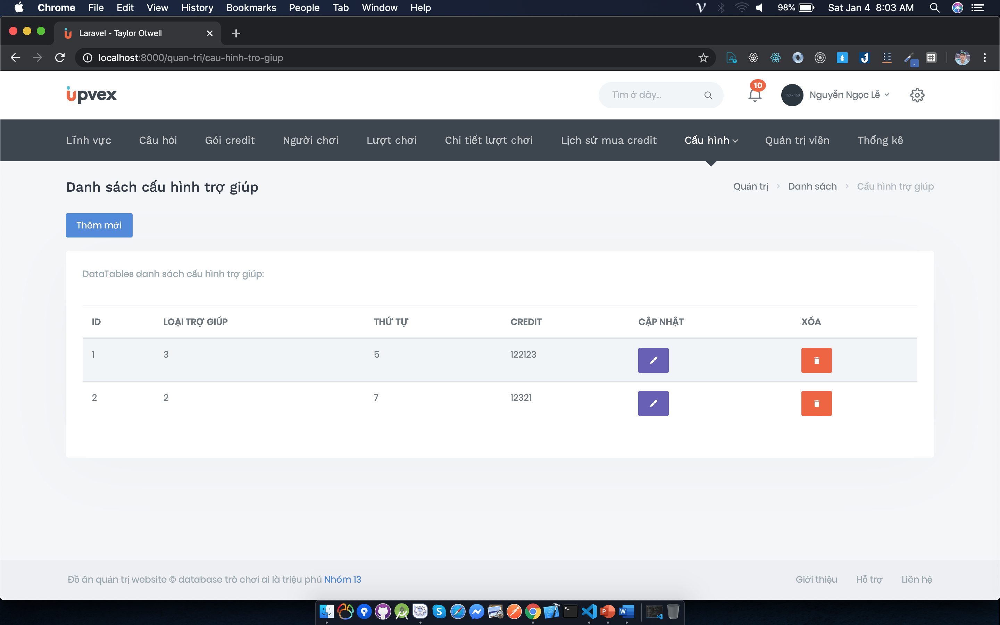 Chrome File Edit View History Bookmarks People Tab Window Help 98% Sat Jan 4 8:03 AM
Laravel - Taylor Otwell
localhost:8000/quan-tri/cau-hinh-tro-giup
upvex Tìm ở đây... 10 150 x 150 Nguyễn Ngọc Lễ
Lĩnh vực Câu hỏi Gói credit Người chơi Lượt chơi Chi tiết lượt chơi Lịch sử mua credit Cấu hình Quản trị viên Thống kê
Danh sách cấu hình trợ giúp Quản trị Danh sách Cấu hình trợ giúp
Thêm mới
DataTables danh sách cấu hình trợ giúp:
ID LOẠI TRỢ GIÚP THỨ TỰ CREDIT CẬP NHẬT XÓA
1 3 5 122123
2 2 7 12321
Đồ án quản trị website © database trò chơi ai là triệu phú Nhóm 13 Giới thiệu Hỗ trợ Liên hệ